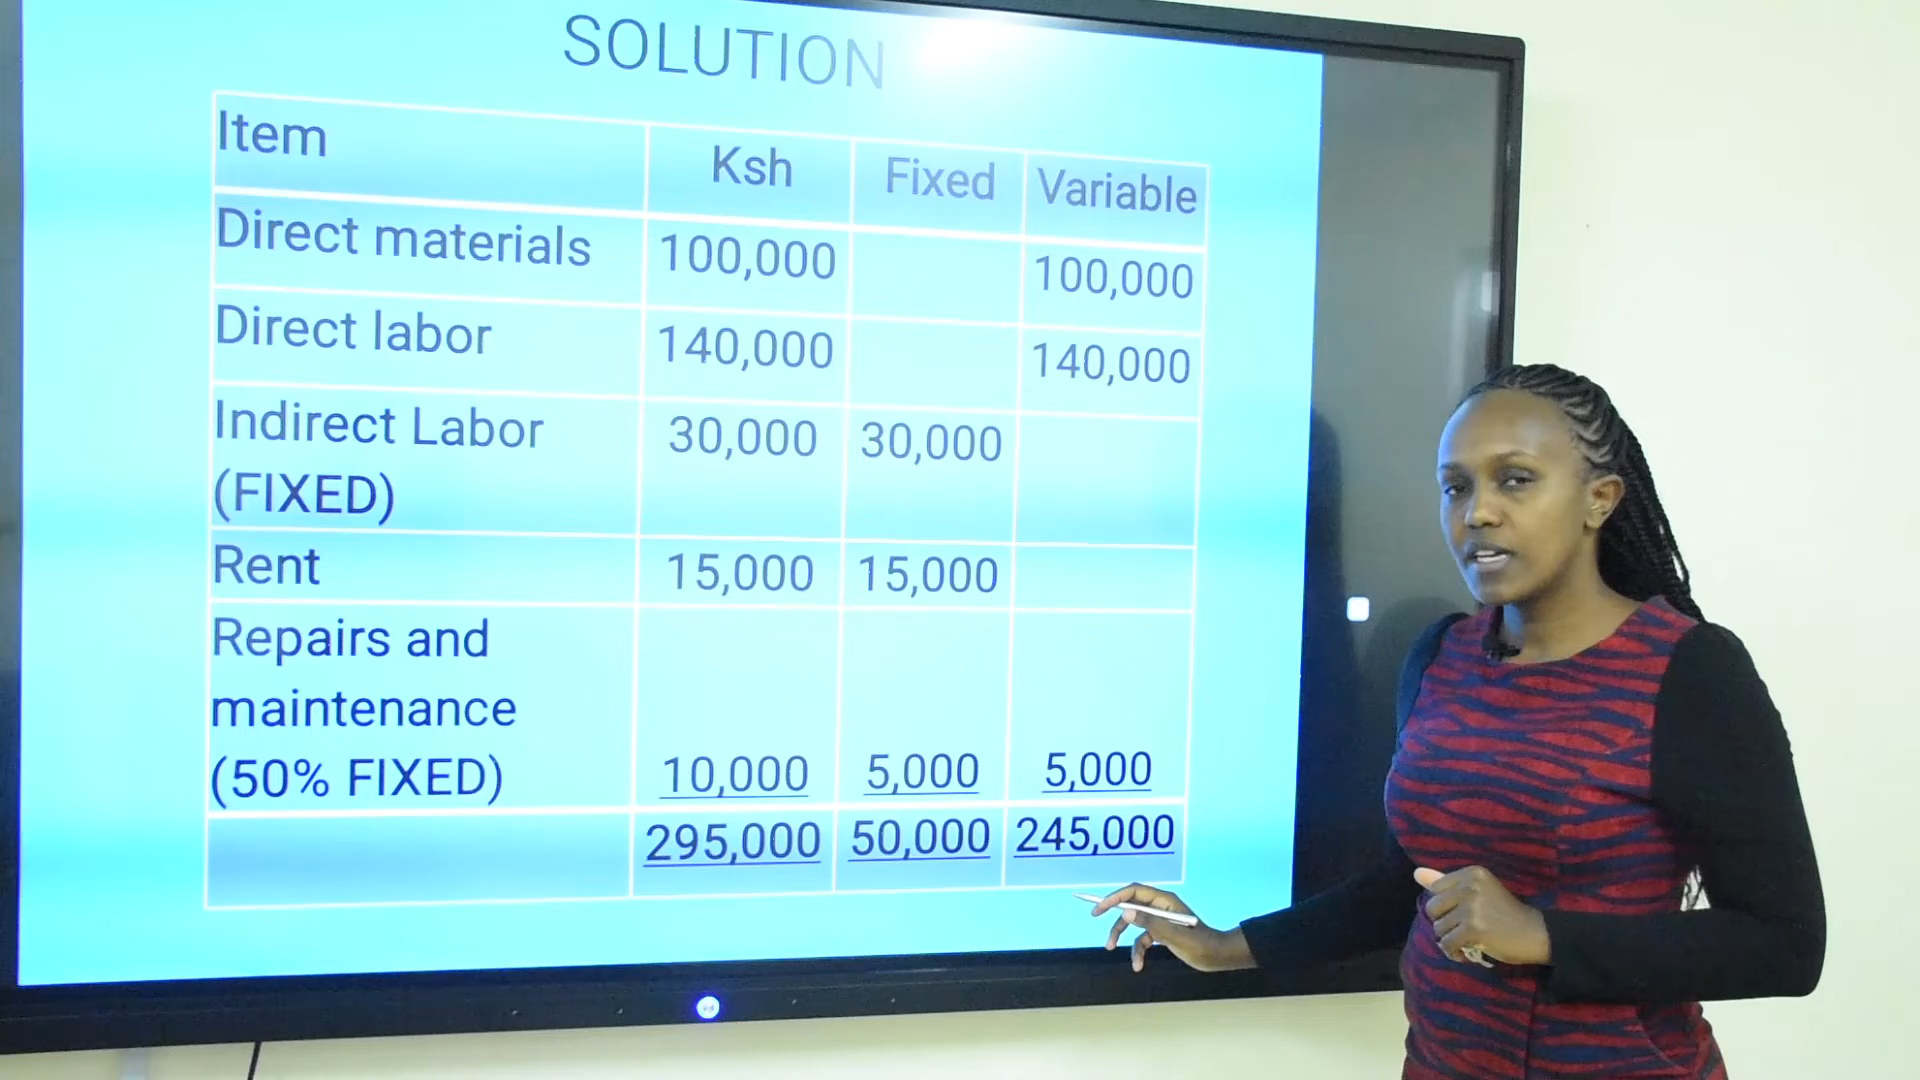 SOLUTION
Item Ksh Fixed Variable
Direct materials 100,000 100,000
Direct labor 140,000 140,000
Indirect Labor 30,000 30,000
(FIXED)
Rent 15,000 15,000
Repairs and
maintenance
(50% FIXED) 10,000 5,000 5,000
295,000 50,000 245,000